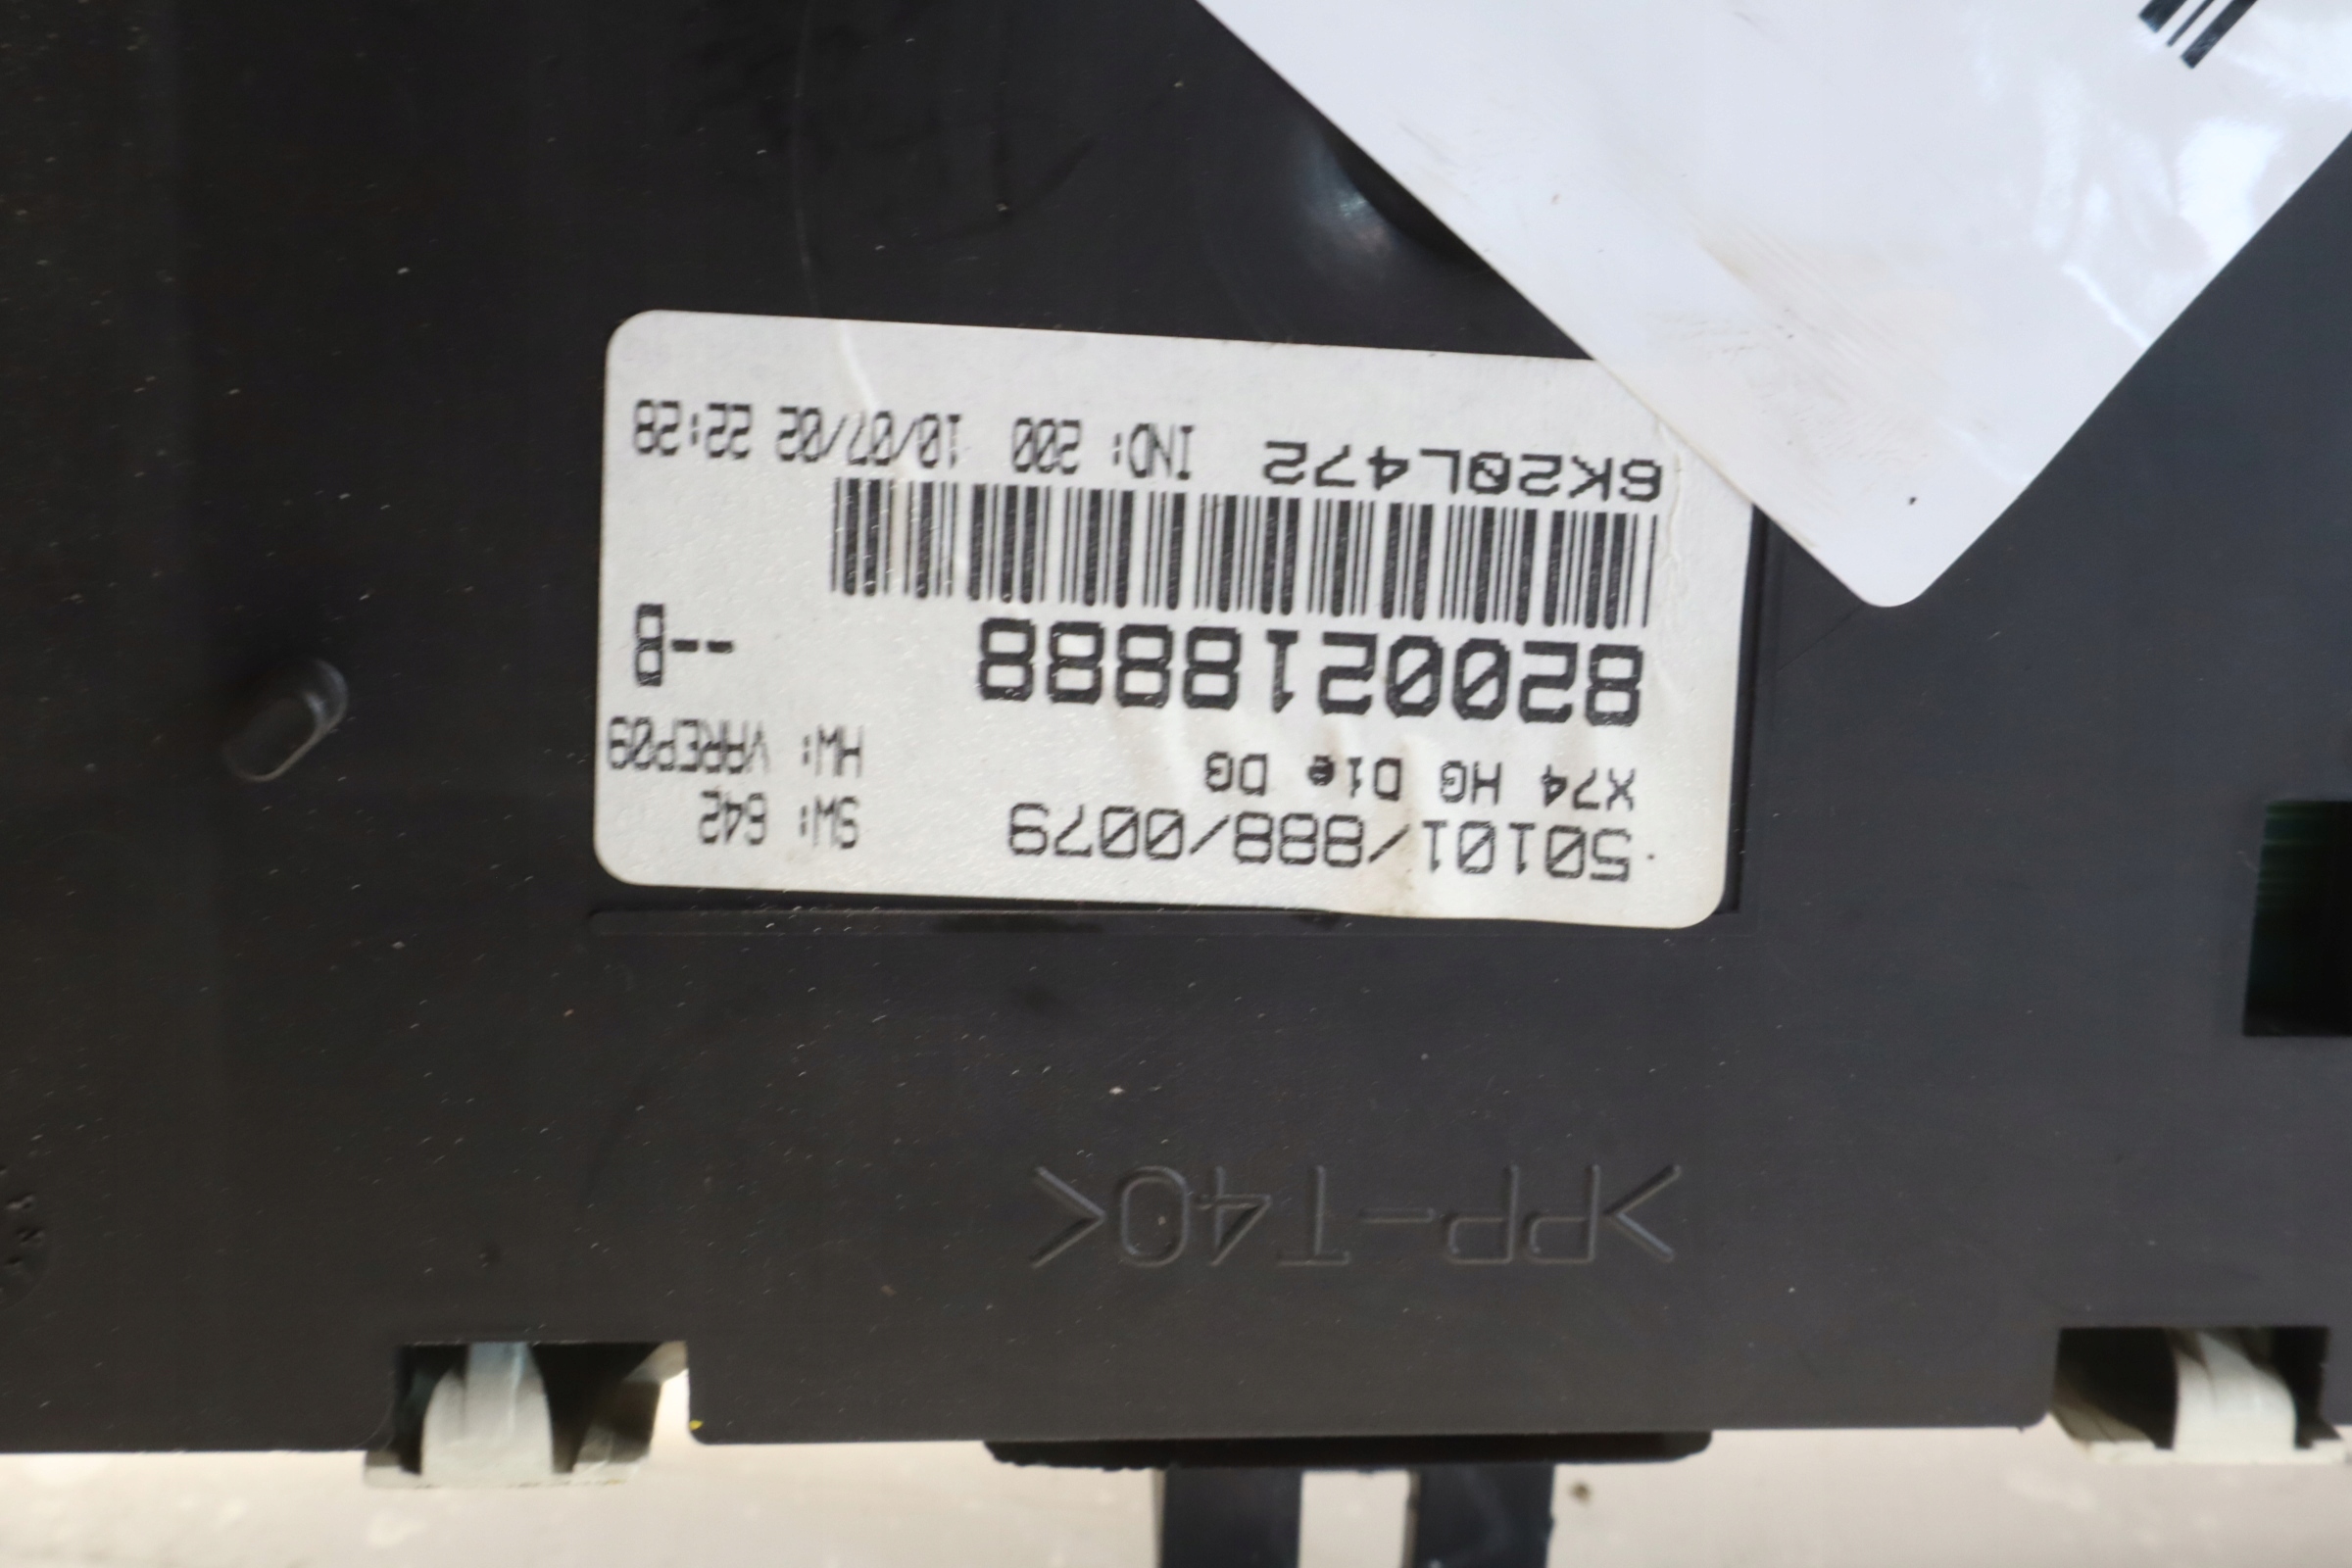 >PP-T40<
50101/888/0079 SW: 642
X74 HG D1e DG HW: VAREP09
8200218888 --B
6K20L472 IND: 200 10/07/02 22:28